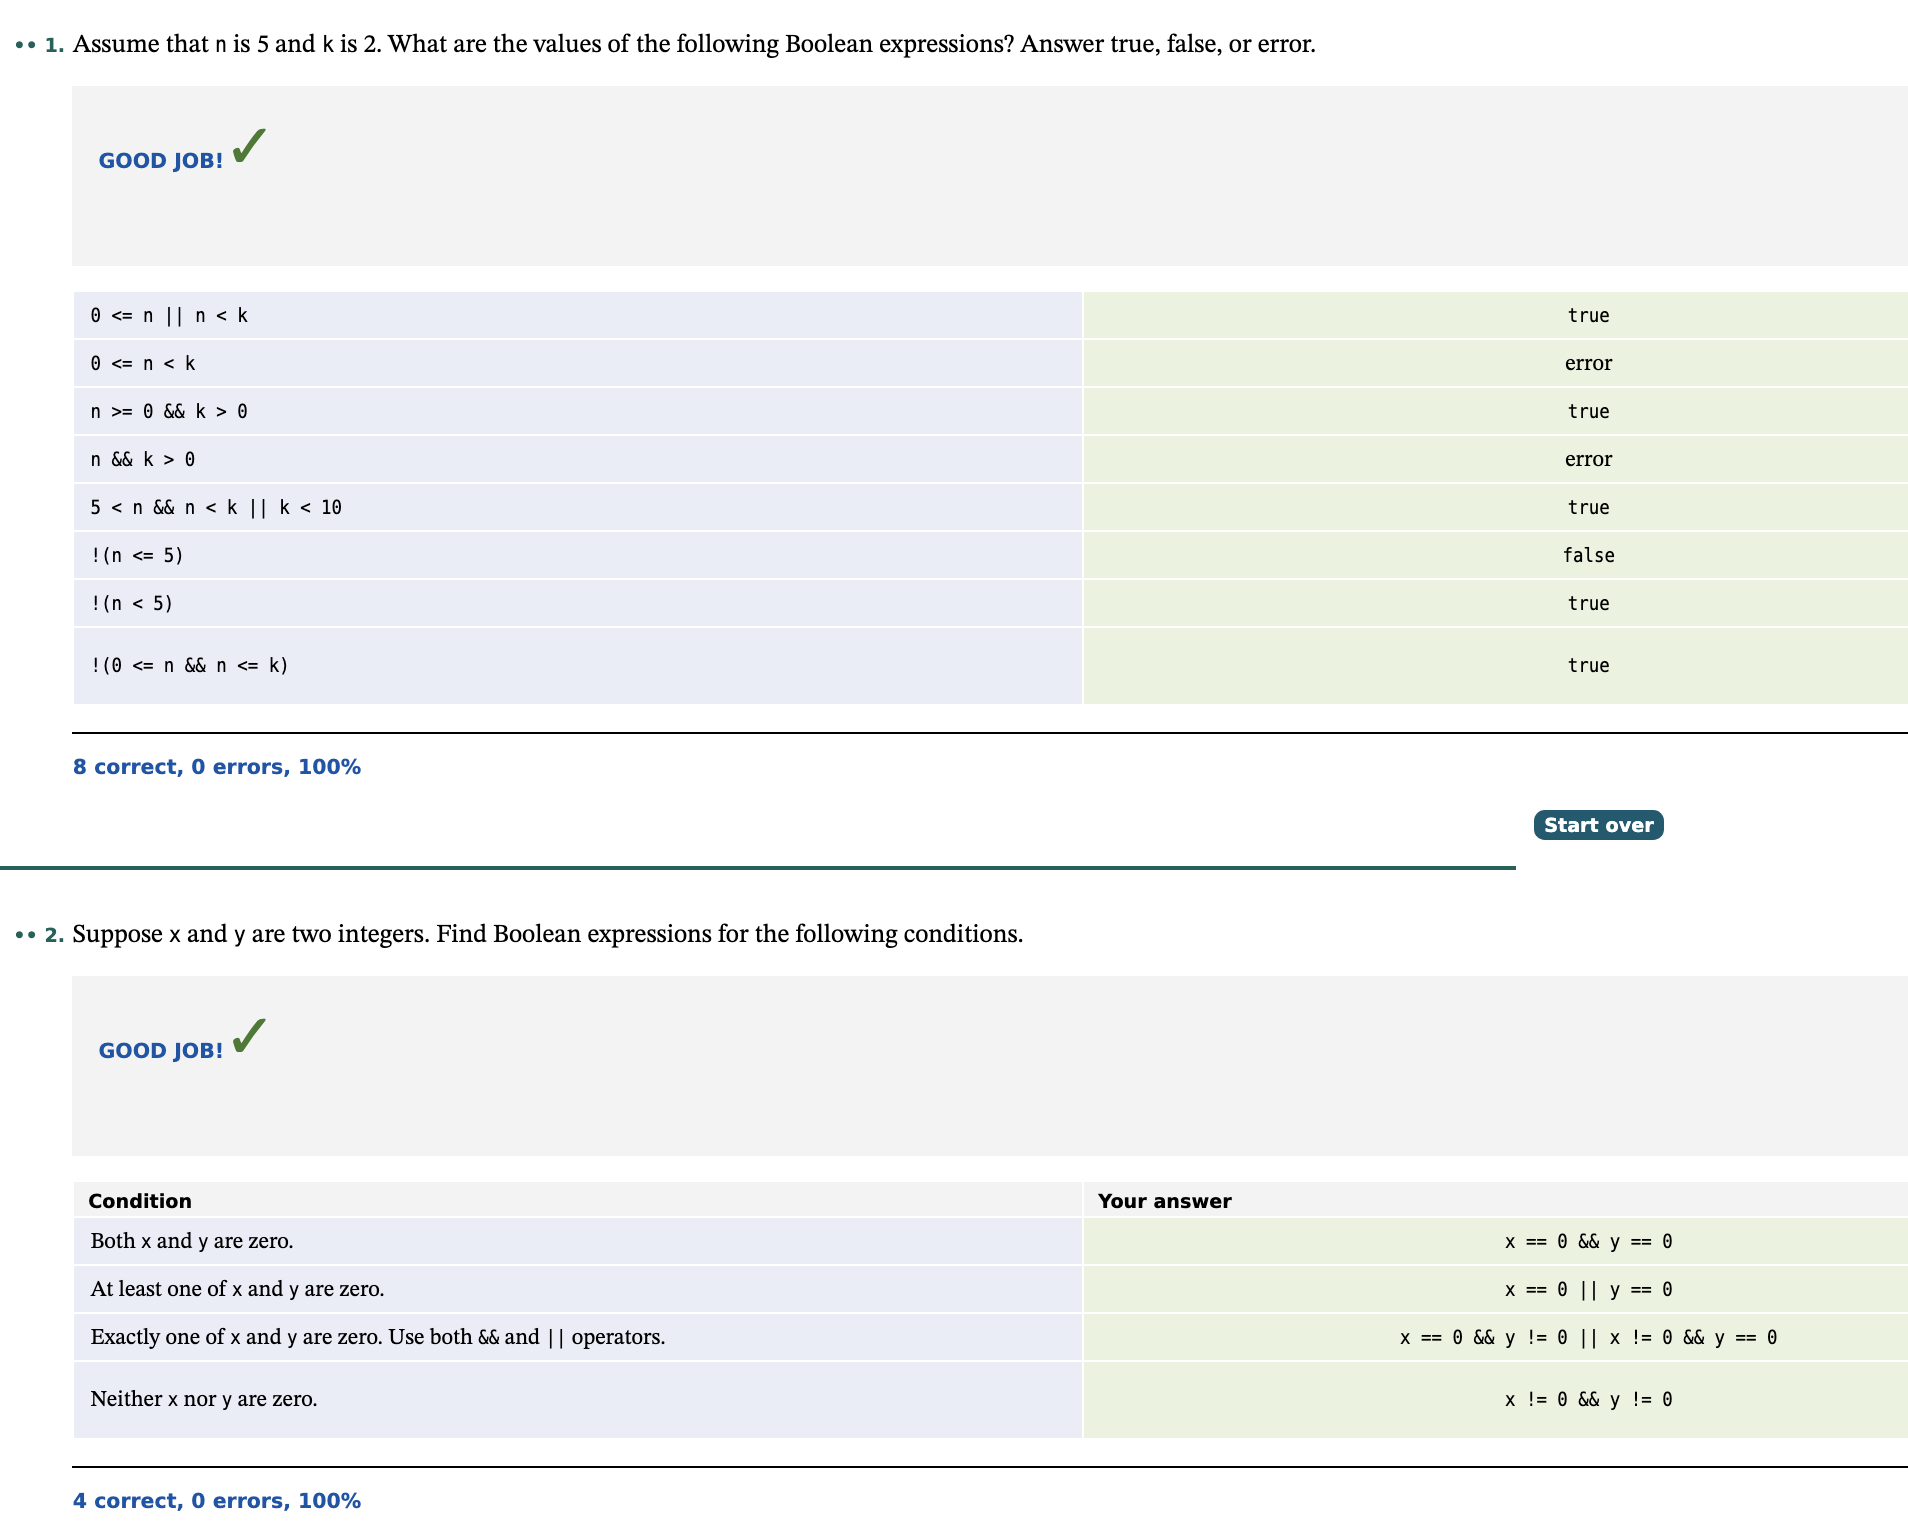 •• 1. Assume that n is 5 and k is 2. What are the values of the following Boolean expressions? Answer true, false, or error.
GOOD JOB! ✓
0 <= n || n < k true
0 <= n < k error
n >= 0 && k > 0 true
n && k > 0 error
5 < n && n < k || k < 10 true
!(n <= 5) false
!(n < 5) true
!(0 <= n && n <= k) true
8 correct, 0 errors, 100%
Start over
•• 2. Suppose x and y are two integers. Find Boolean expressions for the following conditions.
GOOD JOB! ✓
Condition Your answer
Both x and y are zero. x == 0 && y == 0
At least one of x and y are zero. x == 0 || y == 0
Exactly one of x and y are zero. Use both && and || operators. x == 0 && y != 0 || x != 0 && y == 0
Neither x nor y are zero. x != 0 && y != 0
4 correct, 0 errors, 100%